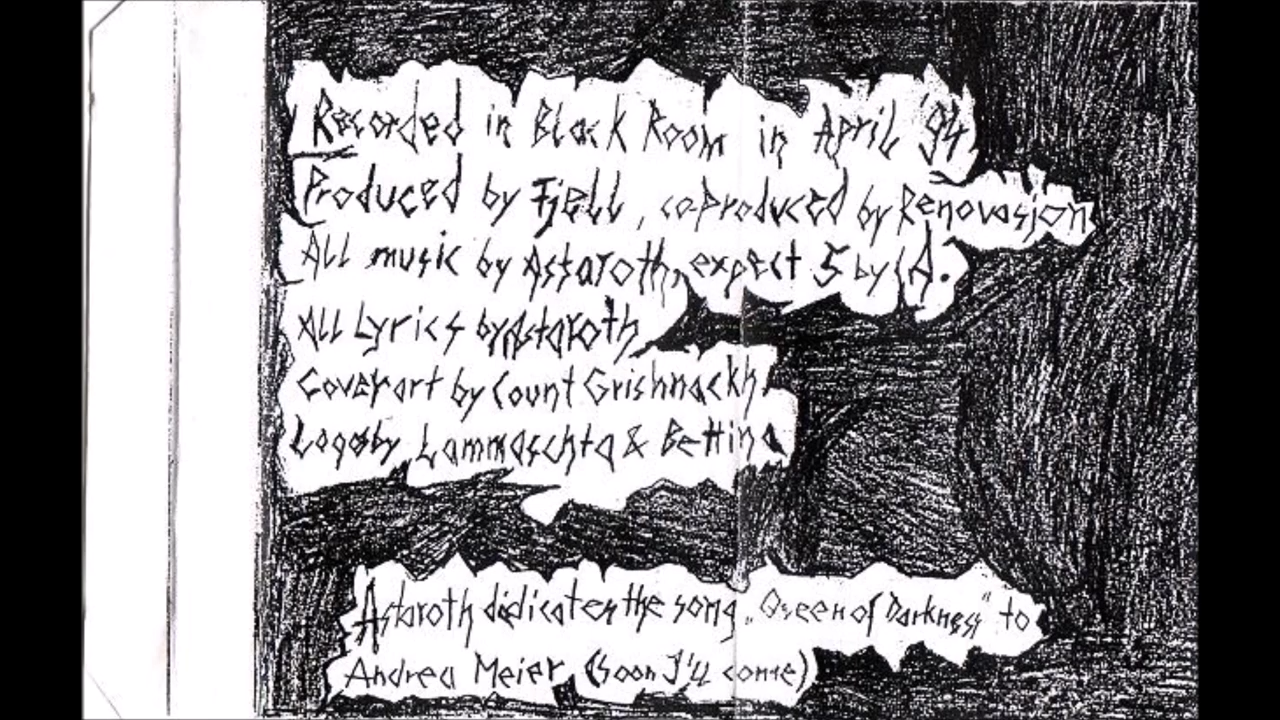 Recorded in Black Room in April '94
Produced by Fjell, coproduced by Renovasjon
All music by Astaroth, expect 5 by A.
All Lyrics by Astaroth
Coverart by Count Grishnackh
Logo by Lammaschta & Bettina
Astaroth didicates the song „Queen of Darkness" to
Andrea Meier (Soon I'll come)